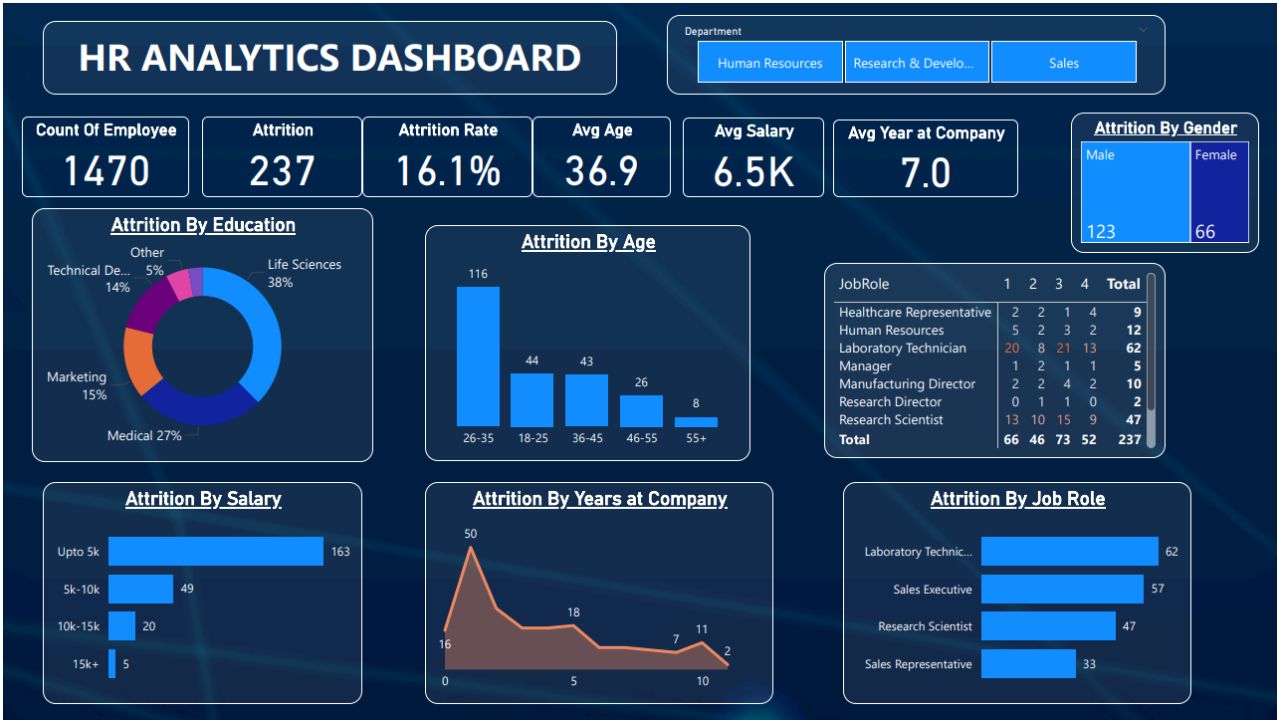 HR ANALYTICS DASHBOARD
Department
Human Resources
Research & Develo...
Sales
Count Of Employee
1470
Attrition
237
Attrition Rate
16.1%
Avg Age
36.9
Avg Salary
6.5K
Avg Year at Company
7.0
Attrition By Gender
Male
Female
123
66
Attrition By Education
Other
5%
Technical De...
14%
Life Sciences
38%
Marketing
15%
Medical 27%
Attrition By Age
116
44
43
26
8
26-35 18-25 36-45 46-55 55+
JobRole 1 2 3 4 Total
Healthcare Representative 2 2 1 4 9
Human Resources 5 2 3 2 12
Laboratory Technician 20 8 21 13 62
Manager 1 2 1 1 5
Manufacturing Director 2 2 4 2 10
Research Director 0 1 1 0 2
Research Scientist 13 10 15 9 47
Total 66 46 73 52 237
Attrition By Salary
Upto 5k 163
5k-10k 49
10k-15k 20
15k+ 5
Attrition By Years at Company
50
16
18
7
11
2
0 5 10
Attrition By Job Role
Laboratory Technic... 62
Sales Executive 57
Research Scientist 47
Sales Representative 33